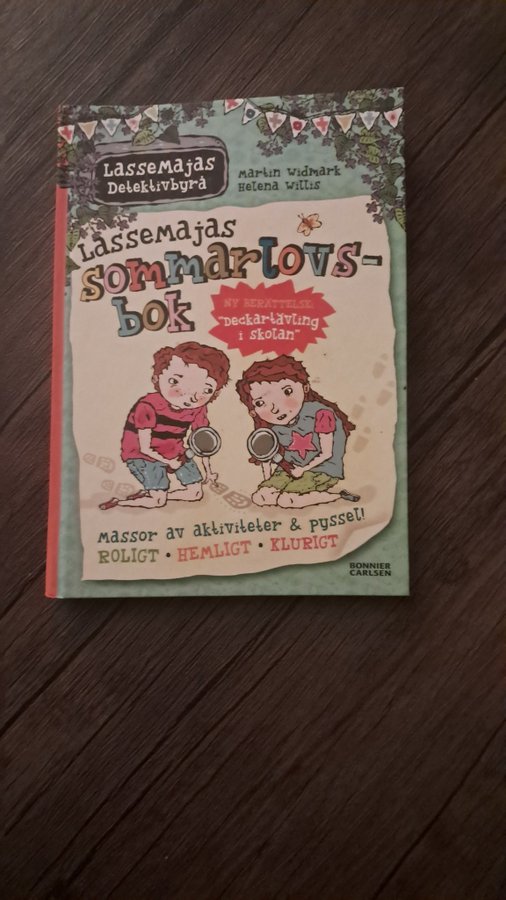 LasseMajas
Detektivbyrå
Martin Widmark
Helena Willis
LasseMajas
sommarlovs-
bok
NY BERÄTTELSE:
"Deckartävling
i skolan"
Massor av aktiviteter & pyssel!
ROLIGT • HEMLIGT • KLURIGT
BONNIER
CARLSEN